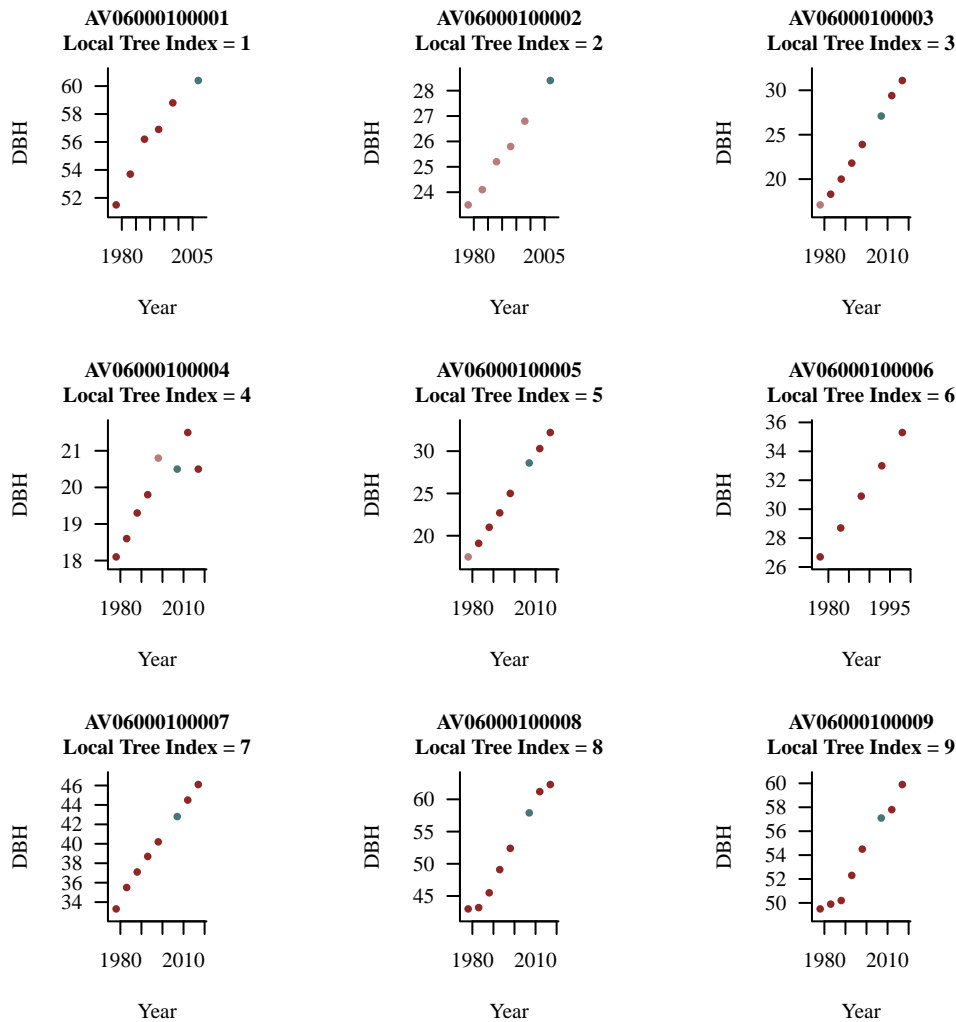 AV06000100001
Local Tree Index = 1
DBH
60
58
56
54
52
1980 2005
Year
AV06000100002
Local Tree Index = 2
DBH
28
27
26
25
24
1980 2005
Year
AV06000100003
Local Tree Index = 3
DBH
30
25
20
1980 2010
Year
AV06000100004
Local Tree Index = 4
DBH
21
20
19
18
1980 2010
Year
AV06000100005
Local Tree Index = 5
DBH
30
25
20
1980 2010
Year
AV06000100006
Local Tree Index = 6
DBH
36
34
32
30
28
26
1980 1995
Year
AV06000100007
Local Tree Index = 7
DBH
46
44
42
40
38
36
34
1980 2010
Year
AV06000100008
Local Tree Index = 8
DBH
60
55
50
45
1980 2010
Year
AV06000100009
Local Tree Index = 9
DBH
60
58
56
54
52
50
1980 2010
Year